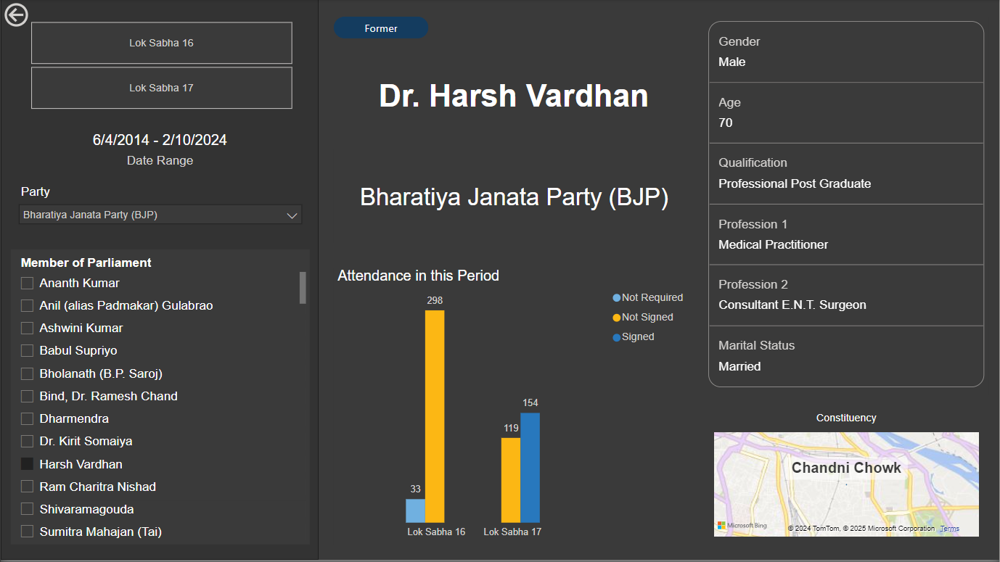 Lok Sabha 16
Lok Sabha 17
6/4/2014 - 2/10/2024
Date Range
Party
Bharatiya Janata Party (BJP)
Member of Parliament
Ananth Kumar
Anil (alias Padmakar) Gulabrao
Ashwini Kumar
Babul Supriyo
Bholanath (B.P. Saroj)
Bind, Dr. Ramesh Chand
Dharmendra
Dr. Kirit Somaiya
Harsh Vardhan
Ram Charitra Nishad
Shivaramagouda
Sumitra Mahajan (Tai)
Former
Dr. Harsh Vardhan
Bharatiya Janata Party (BJP)
Attendance in this Period
Not Required
Not Signed
Signed
298
33
154
119
Lok Sabha 16
Lok Sabha 17
Gender
Male
Age
70
Qualification
Professional Post Graduate
Profession 1
Medical Practitioner
Profession 2
Consultant E.N.T. Surgeon
Marital Status
Married
Constituency
Chandni Chowk
Microsoft Bing
© 2024 TomTom, © 2025 Microsoft Corporation Terms